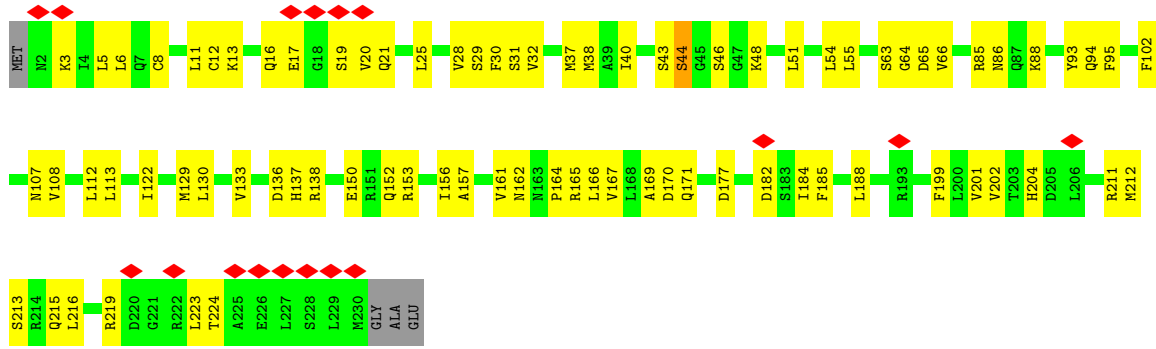 MET N2 K3 I4 L5 L6 Q7 C8 L11 C12 K13 Q16 E17 G18 S19 V20 Q21 L25 V28 S29 F30 S31 V32 M37 M38 A39 I40 S43 S44 G45 S46 G47 K48 L51 L54 L55 S63 G64 D65 V66 R85 N86 Q87 K88 Y93 Q94 F95 F102
N107 V108 L112 L113 I122 M129 L130 V133 D136 H137 R138 E150 R151 Q152 R153 I156 A157 V161 N162 N163 P164 R165 L166 V167 L168 A169 D170 Q171 D177 D182 S183 I184 F185 L188 R193 F199 L200 V201 V202 T203 H204 D205 L206 R211 M212
S213 R214 Q215 L216 R219 D220 G221 R222 L223 T224 A225 E226 L227 S228 L229 M230 GLY ALA GLU